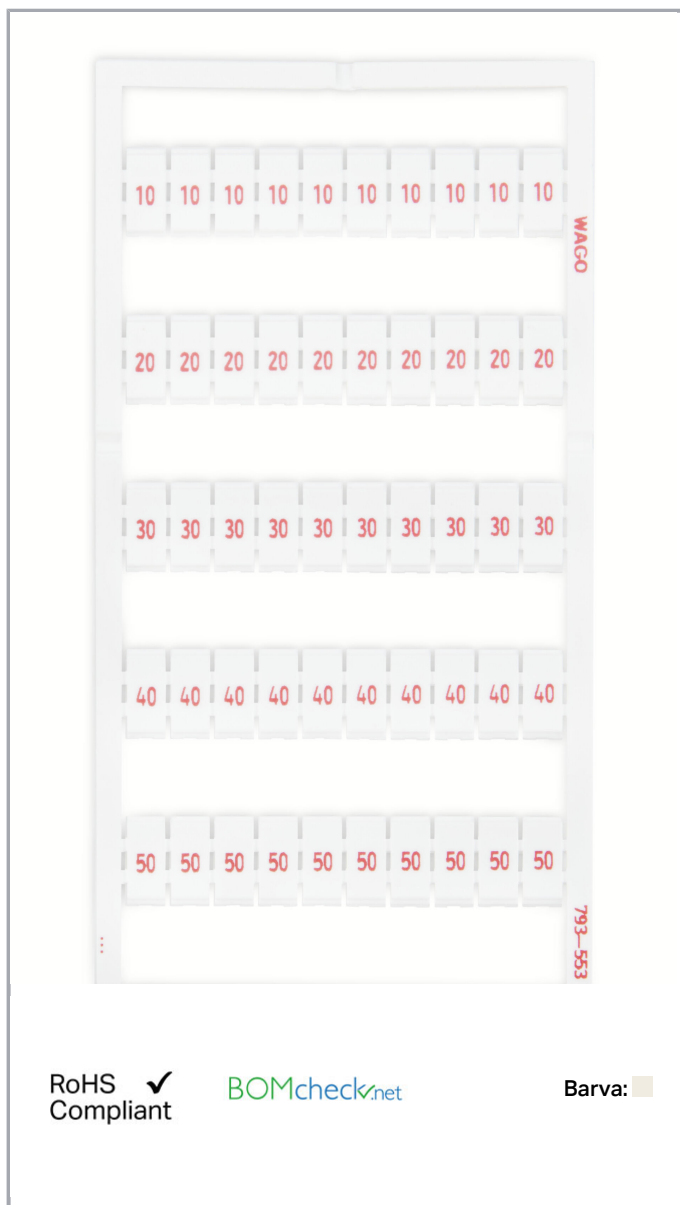 10 10 10 10 10 10 10 10 10 10
WAGO
20 20 20 20 20 20 20 20 20 20
30 30 30 30 30 30 30 30 30 30
40 40 40 40 40 40 40 40 40 40
50 50 50 50 50 50 50 50 50 50
793–553
RoHS ✓
Compliant
BOMcheck.net
Barva: